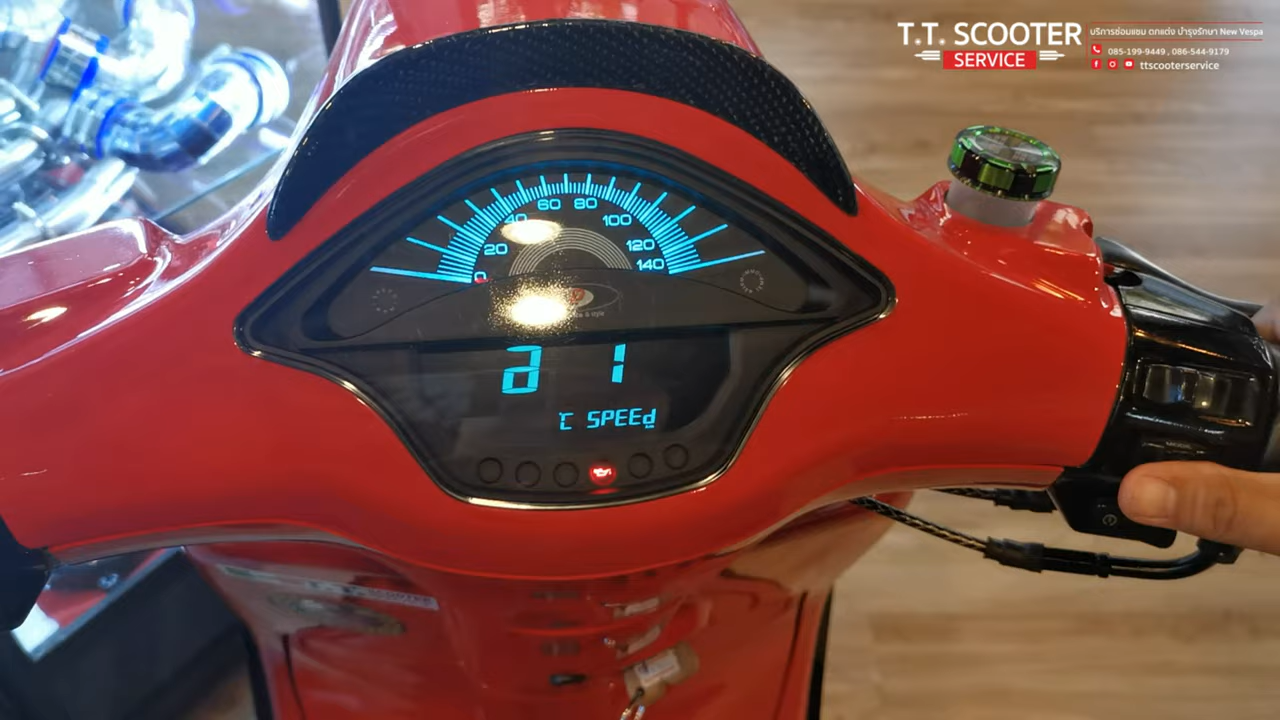 T.T. SCOOTER
SERVICE
บริการซ่อมแซม ตกแต่ง บำรุงรักษา New Vespa
085-199-9449 , 086-544-9179
ttscooterservice
0 20 40 60 80 100 120 140
a 1
℃ SPEEd
SCOOTER